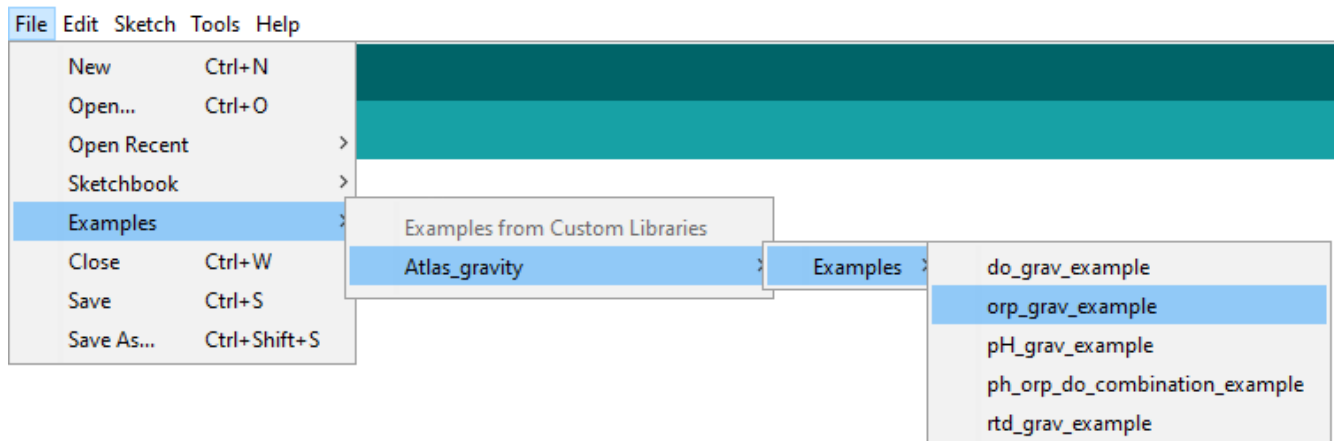 File Edit Sketch Tools Help
New Ctrl+N
Open... Ctrl+O
Open Recent
Sketchbook
Examples
Close Ctrl+W
Save Ctrl+S
Save As... Ctrl+Shift+S
Examples from Custom Libraries
Atlas_gravity
Examples
do_grav_example
orp_grav_example
pH_grav_example
ph_orp_do_combination_example
rtd_grav_example